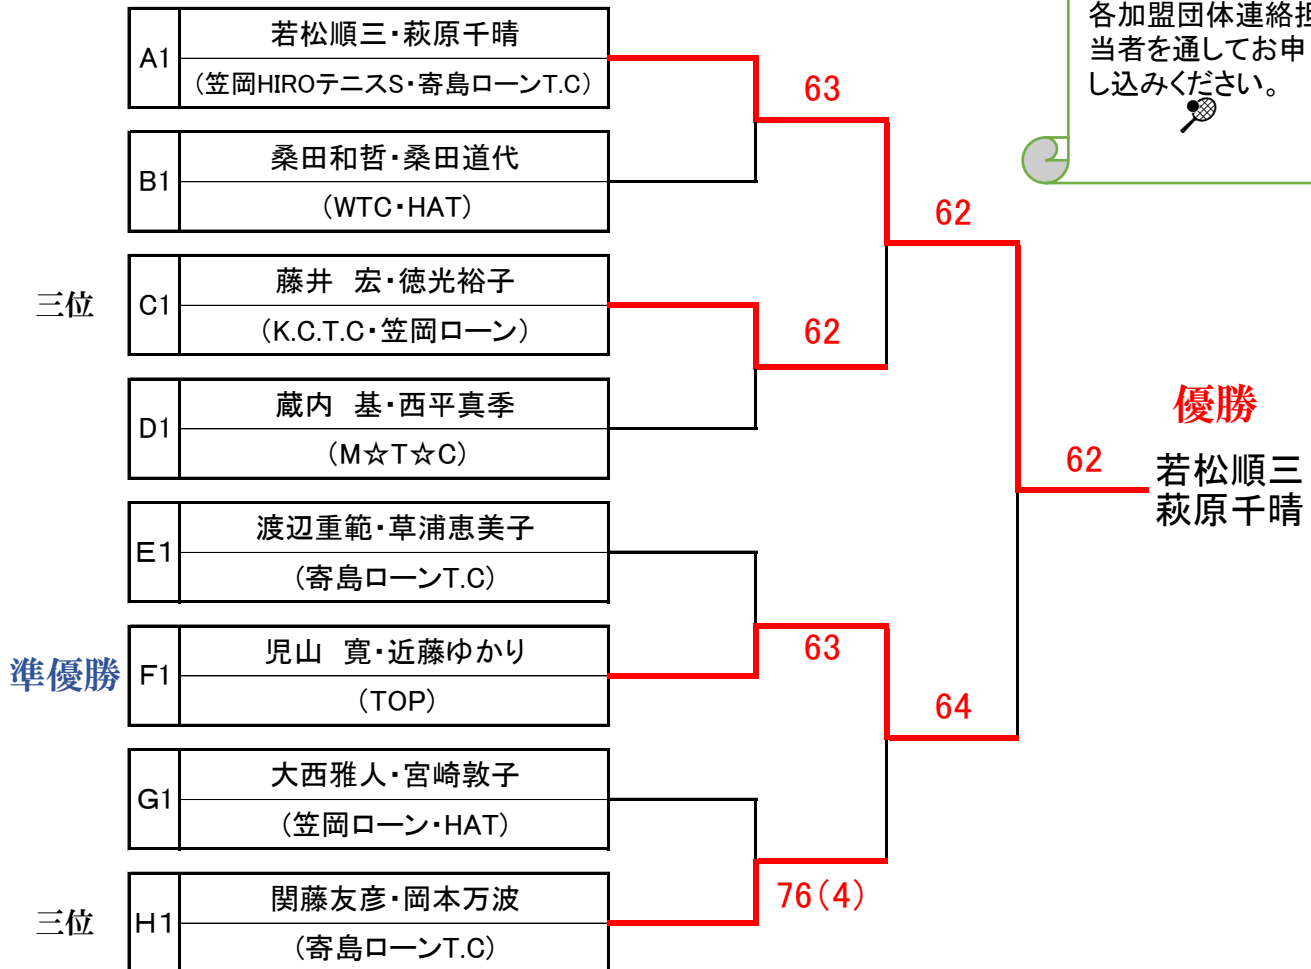 各加盟団体連絡担
当者を通してお申
し込みください。
A1
若松順三・萩原千晴
(笠岡HIROテニスS・寄島ローンT.C)
63
B1
桑田和哲・桑田道代
(WTC・HAT)
62
三位
C1
藤井　宏・徳光裕子
(K.C.T.C・笠岡ローン)
62
D1
蔵内　基・西平真季
(M☆T☆C)
優勝
62
若松順三
萩原千晴
E1
渡辺重範・草浦恵美子
(寄島ローンT.C)
準優勝
F1
児山　寛・近藤ゆかり
(TOP)
63
64
G1
大西雅人・宮崎敦子
(笠岡ローン・HAT)
76(4)
三位
H1
関藤友彦・岡本万波
(寄島ローンT.C)